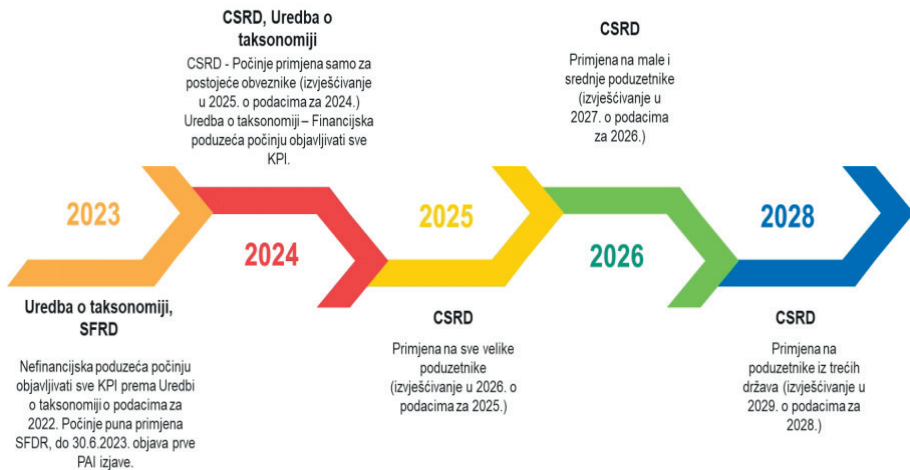 2023
Uredba o taksonomiji,
SFRD
Nefinancijska poduzeća počinju
objavljivati sve KPI prema Uredbi
o taksonomiji o podacima za
2022. Počinje puna primjena
SFDR, do 30.6.2023. objava prve
PAI izjave.
CSRD, Uredba o
taksonomiji
CSRD - Počinje primjena samo za
postojeće obveznike (izvješćivanje
u 2025. o podacima za 2024.)
Uredba o taksonomiji – Financijska
poduzeća počinju objavljivati sve
KPI.
2024
2025
CSRD
Primjena na sve velike
poduzetnike
(izvješćivanje u 2026. o
podacima za 2025.)
CSRD
Primjena na male i
srednje poduzetnike
(izvješćivanje u
2027. o podacima
za 2026.)
2026
2028
CSRD
Primjena na
poduzetnike iz trećih
država (izvješćivanje u
2029. o podacima za
2028.)